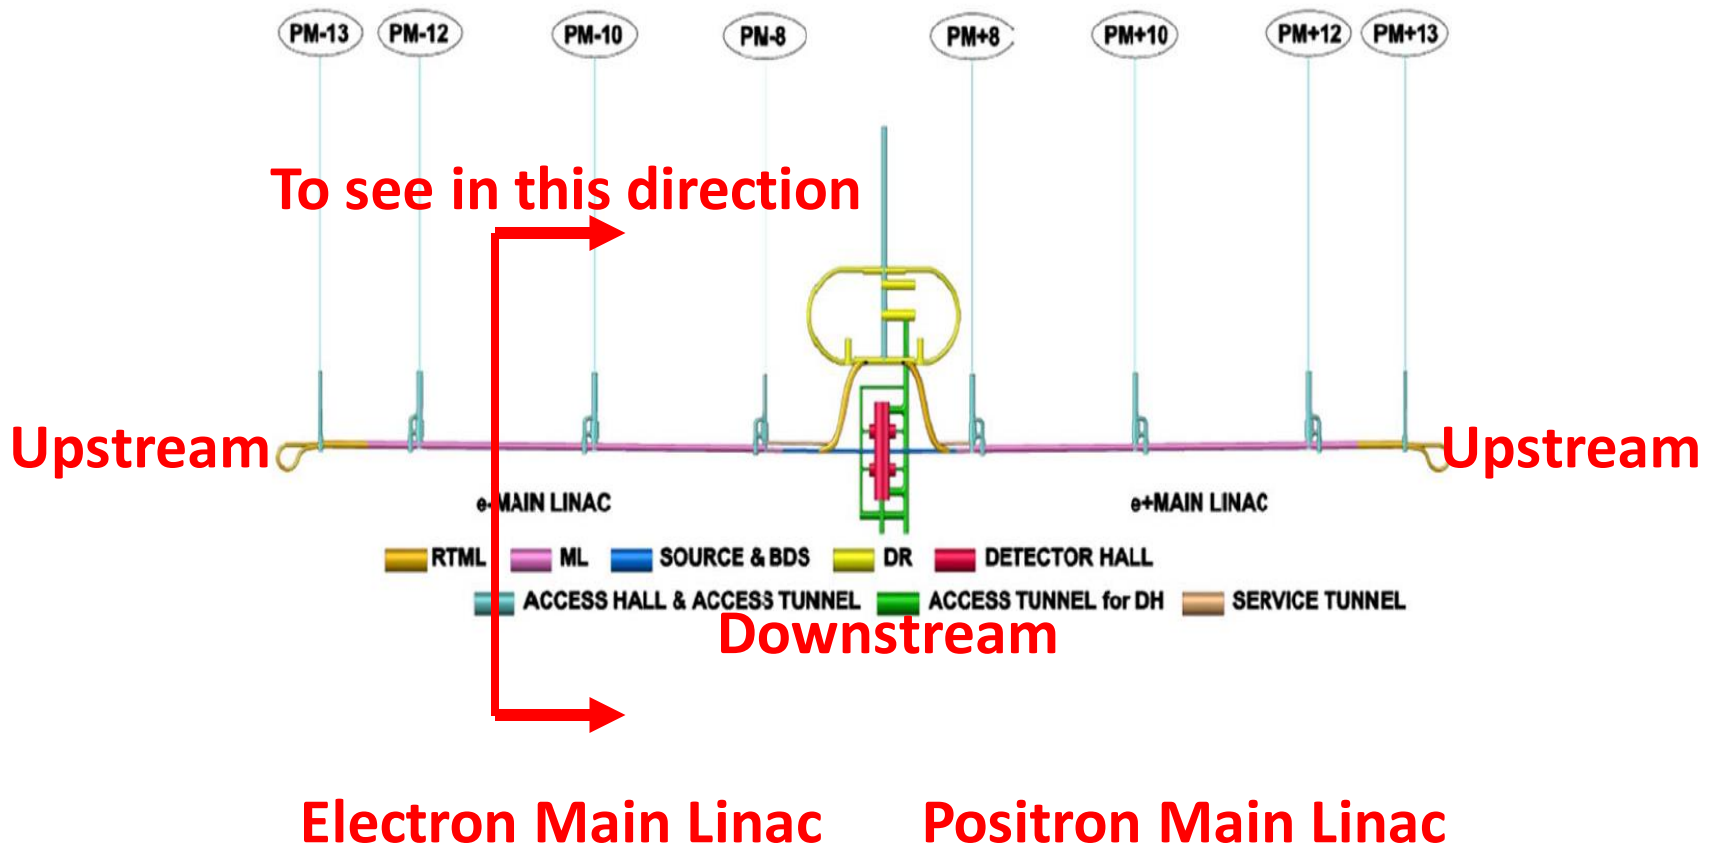 PM-13 PM-12 PM-10 PM-8 PM+8 PM+10 PM+12 PM+13
To see in this direction
Upstream Upstream
e-MAIN LINAC e+MAIN LINAC
RTML ML SOURCE & BDS DR DETECTOR HALL
ACCESS HALL & ACCESS TUNNEL ACCESS TUNNEL for DH SERVICE TUNNEL
Downstream
Electron Main Linac Positron Main Linac